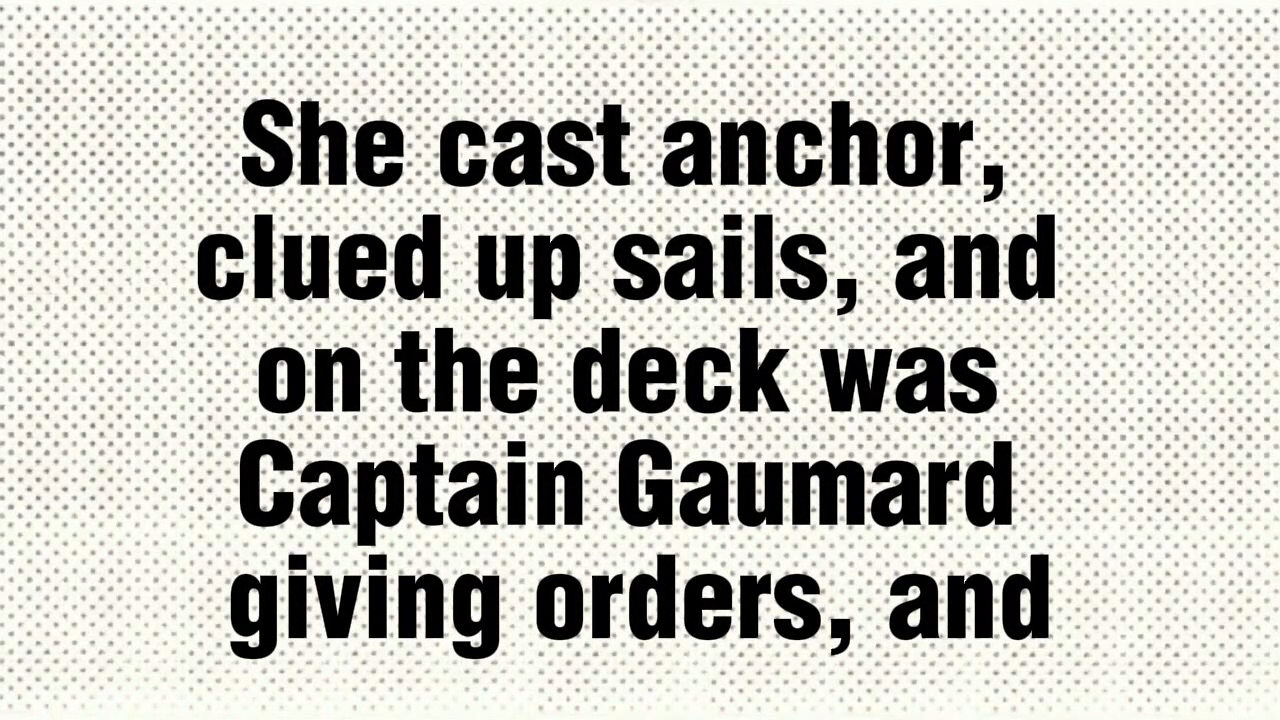 She cast anchor,
clued up sails, and
on the deck was
Captain Gaumard
giving orders, and